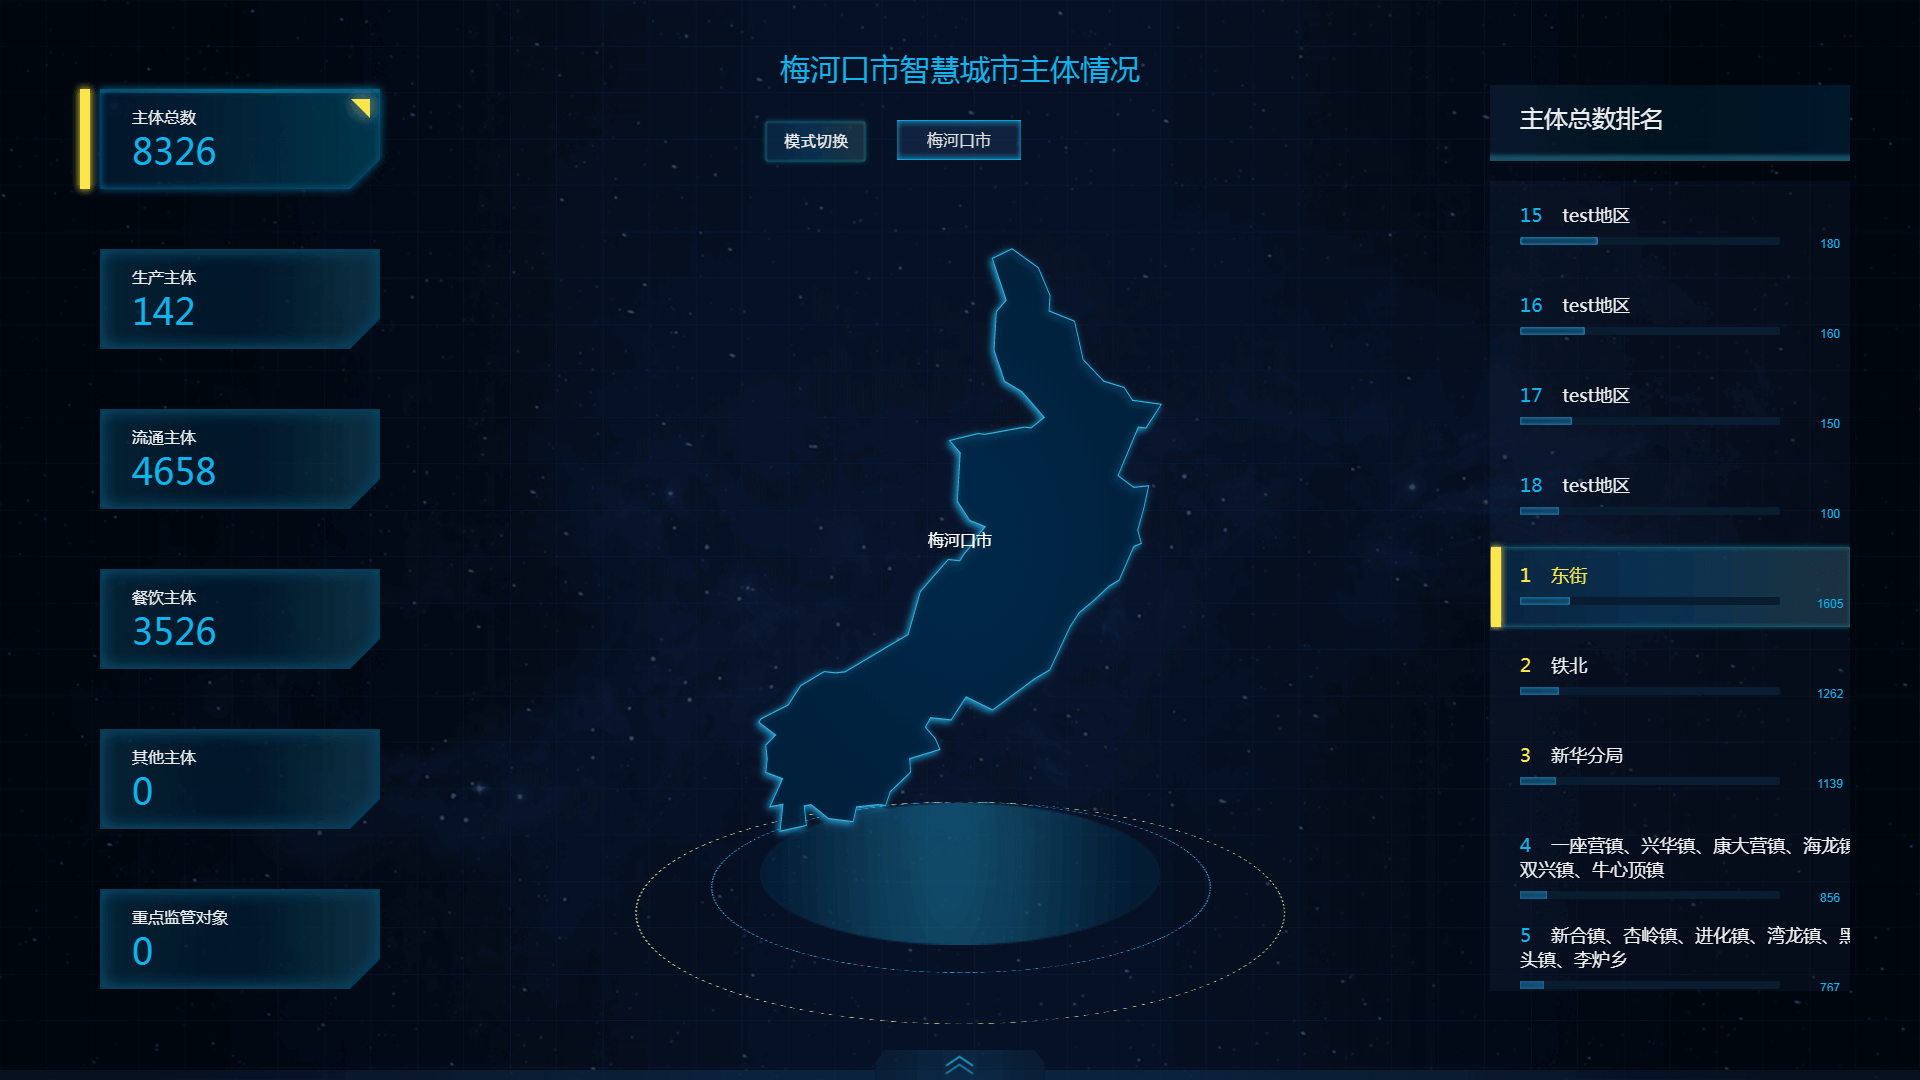 梅河口市智慧城市主体情况
模式切换
梅河口市
主体总数
8326
生产主体
142
流通主体
4658
餐饮主体
3526
其他主体
0
重点监管对象
0
梅河口市
主体总数排名
15 test地区
180
16 test地区
160
17 test地区
150
18 test地区
100
1 东街
1605
2 铁北
1262
3 新华分局
1139
4 一座营镇、兴华镇、康大营镇、海龙镇
双兴镇、牛心顶镇
856
5 新合镇、杏岭镇、进化镇、湾龙镇、黑
头镇、李炉乡
767